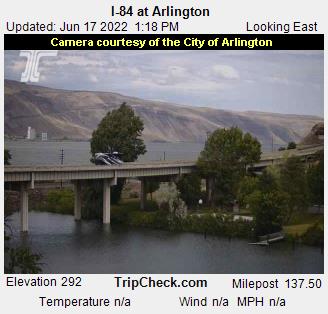 I-84 at Arlington
Updated: Jun 17 2022 1:18 PM Looking East
Camera courtesy of the City of Arlington
Elevation 292 TripCheck.com Milepost 137.50
Temperature n/a Wind n/a MPH n/a